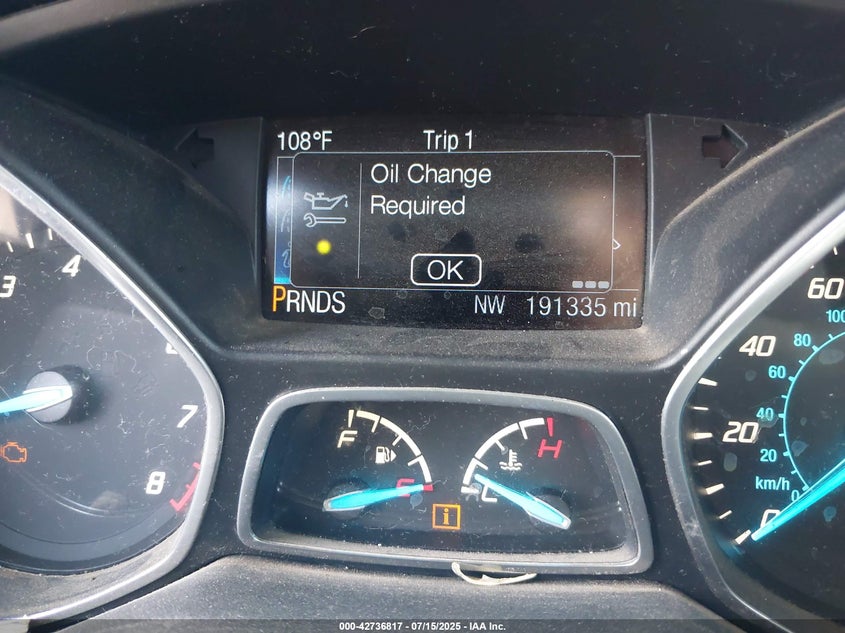 108°F Trip 1
Oil Change
Required
OK
PRNDS NW 191335 mi
3 4 7 8
F E
H C
i
60 40 20 0
100 80 60 40 20 0
km/h
000-42736817 - 07/15/2025 - IAA Inc.